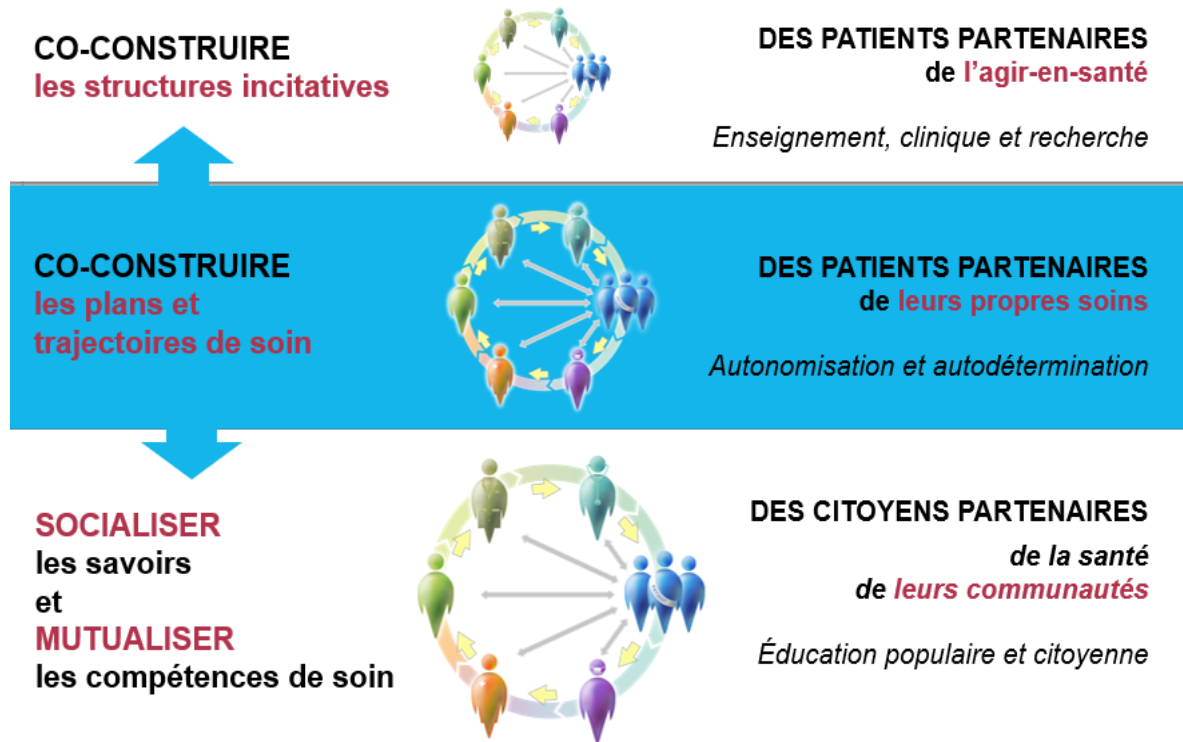 CO-CONSTRUIRE
les structures incitatives
DES PATIENTS PARTENAIRES
de l'agir-en-santé
Enseignement, clinique et recherche
CO-CONSTRUIRE
les plans et
trajectoires de soin
DES PATIENTS PARTENAIRES
de leurs propres soins
Autonomisation et autodétermination
SOCIALISER
les savoirs
et
MUTUALISER
les compétences de soin
DES CITOYENS PARTENAIRES
de la santé
de leurs communautés
Éducation populaire et citoyenne